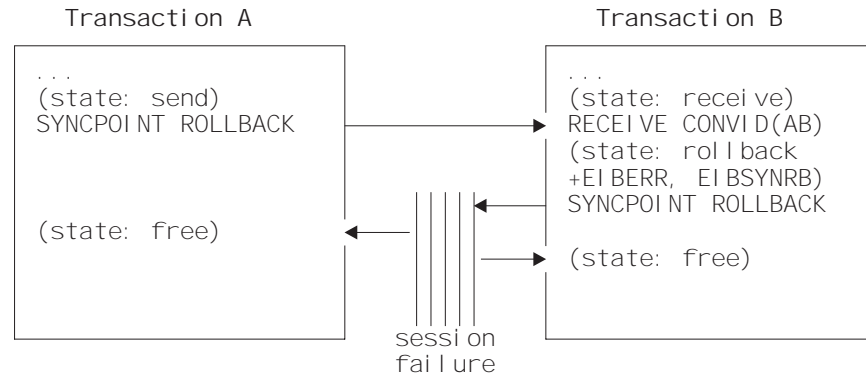 Transaction A
Transaction B
...
(state: send)
SYNCPOINT ROLLBACK
(state: free)
...
(state: receive)
RECEIVE CONVID(AB)
(state: rollback
+EIBERR, EIBSYNRB)
SYNCPOINT ROLLBACK
(state: free)
session
failure